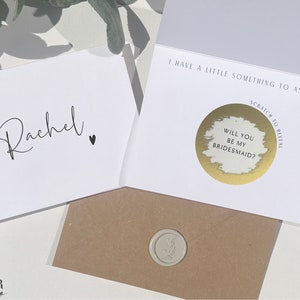 Rachel
I HAVE A LITTLE SOMETHING TO AS
SCRATCH TO REVEAL
WILL YOU
BE MY
BRIDESMAID?